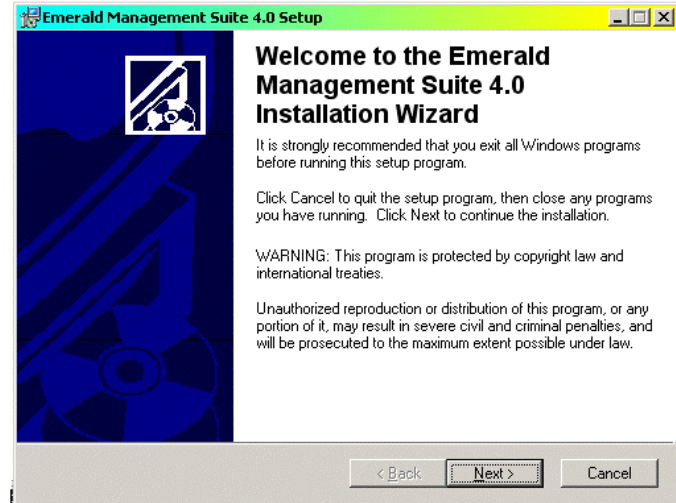 Emerald Management Suite 4.0 Setup
Welcome to the Emerald
Management Suite 4.0
Installation Wizard
It is strongly recommended that you exit all Windows programs
before running this setup program.
Click Cancel to quit the setup program, then close any programs
you have running.  Click Next to continue the installation.
WARNING: This program is protected by copyright law and
international treaties.
Unauthorized reproduction or distribution of this program, or any
portion of it, may result in severe civil and criminal penalties, and
will be prosecuted to the maximum extent possible under law.
< Back
Next >
Cancel